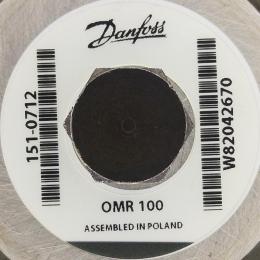 Danfoss
151-0712
W82042670
OMR 100
ASSEMBLED IN POLAND